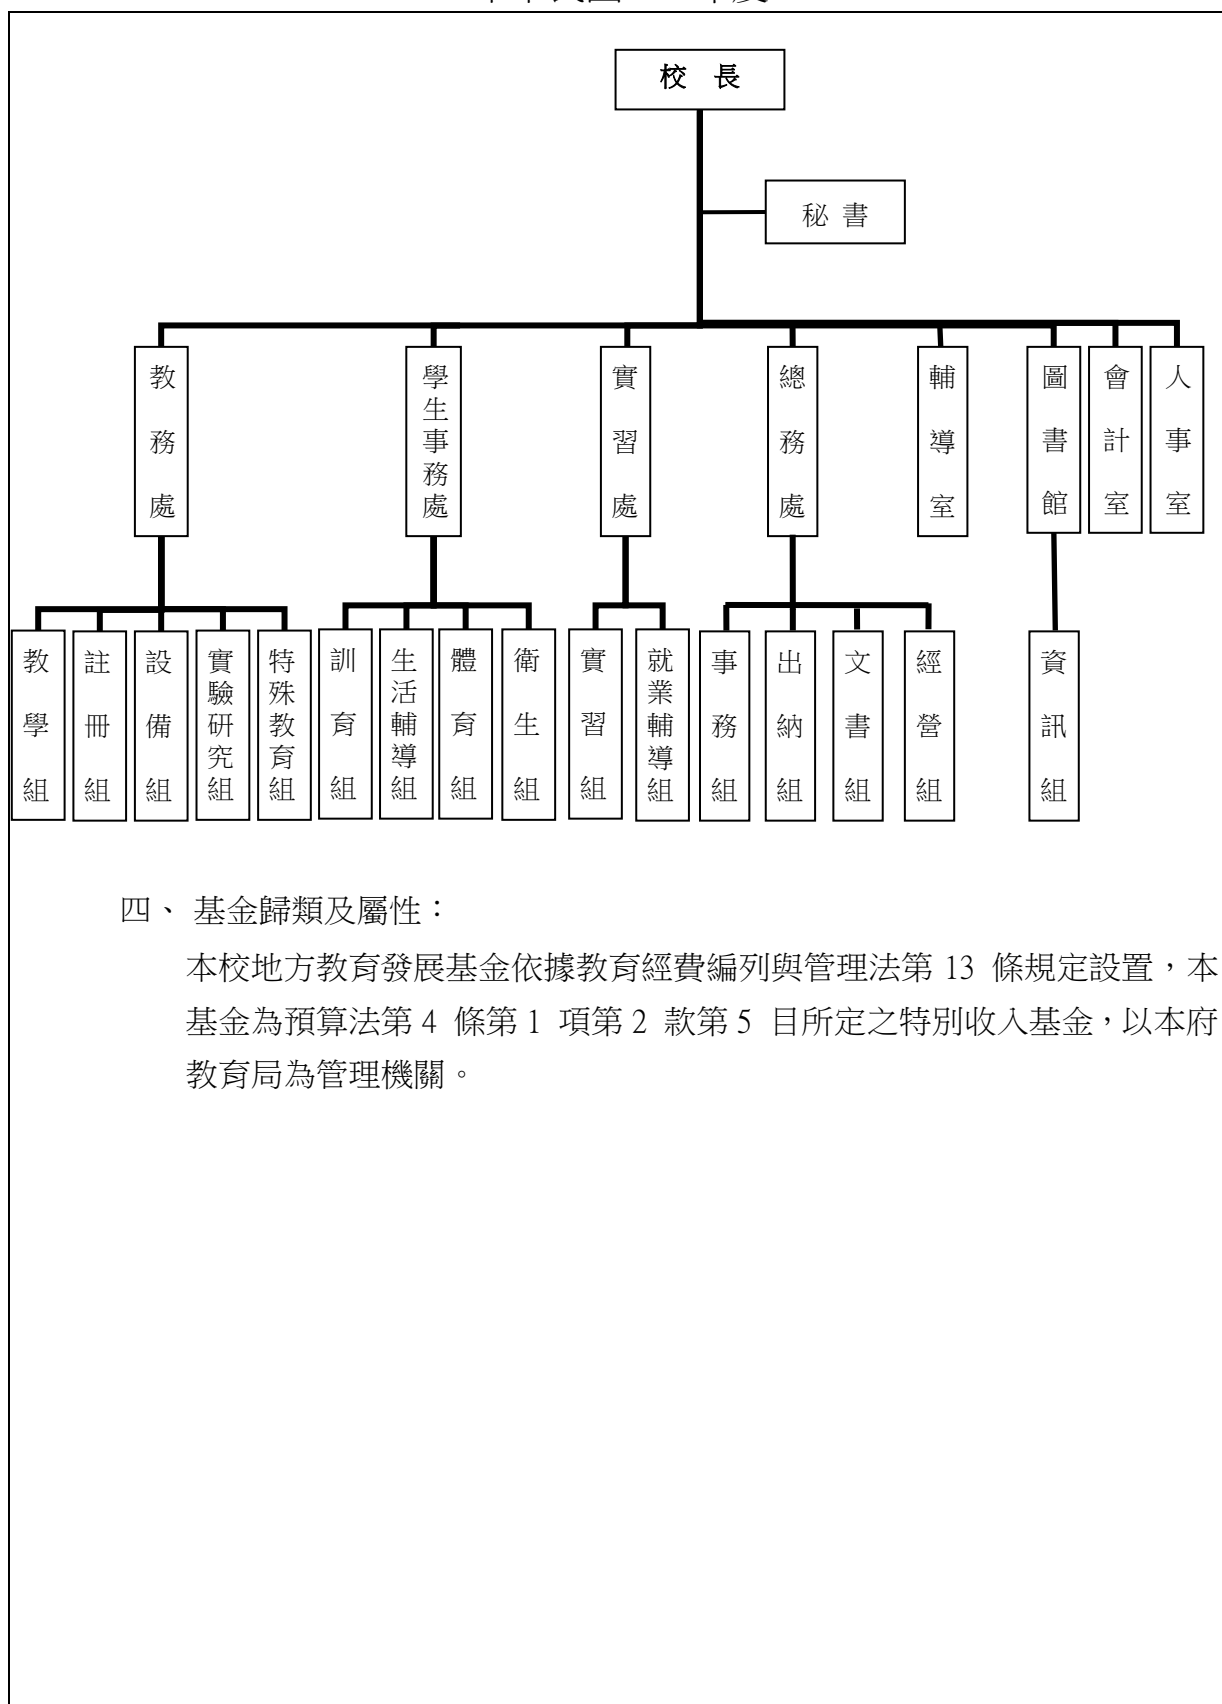 校 長
秘 書
教務處
學生事務處
實習處
總務處
輔導室
圖書館
會計室
人事室
教學組
註冊組
設備組
實驗研究組
特殊教育組
訓育組
生活輔導組
體育組
衛生組
實習組
就業輔導組
事務組
出納組
文書組
經營組
資訊組
四、 基金歸類及屬性：
本校地方教育發展基金依據教育經費編列與管理法第 13 條規定設置，本
基金為預算法第 4 條第 1 項第 2 款第 5 目所定之特別收入基金，以本府
教育局為管理機關。